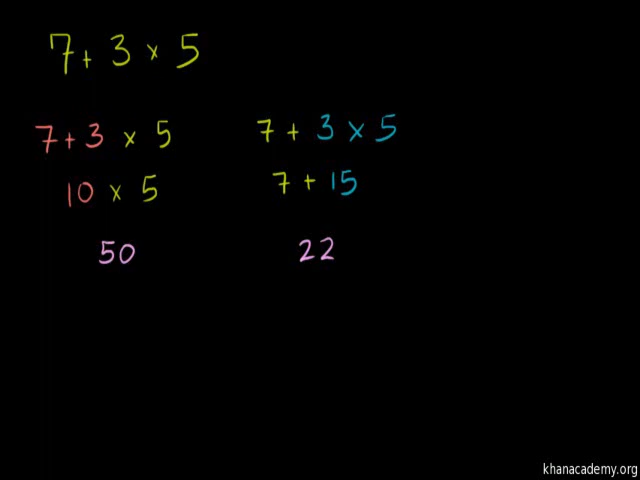 7 + 3 × 5
7 + 3 × 5
10 × 5
50
7 + 3 × 5
7 + 15
22
khanacademy.org